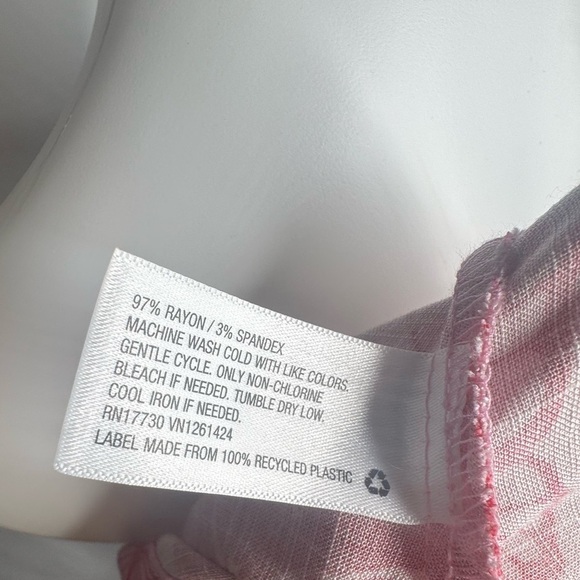 97% RAYON / 3% SPANDEX
MACHINE WASH COLD WITH LIKE COLORS.
GENTLE CYCLE. ONLY NON-CHLORINE
BLEACH IF NEEDED. TUMBLE DRY LOW.
COOL IRON IF NEEDED.
RN17730 VN1261424
LABEL MADE FROM 100% RECYCLED PLASTIC